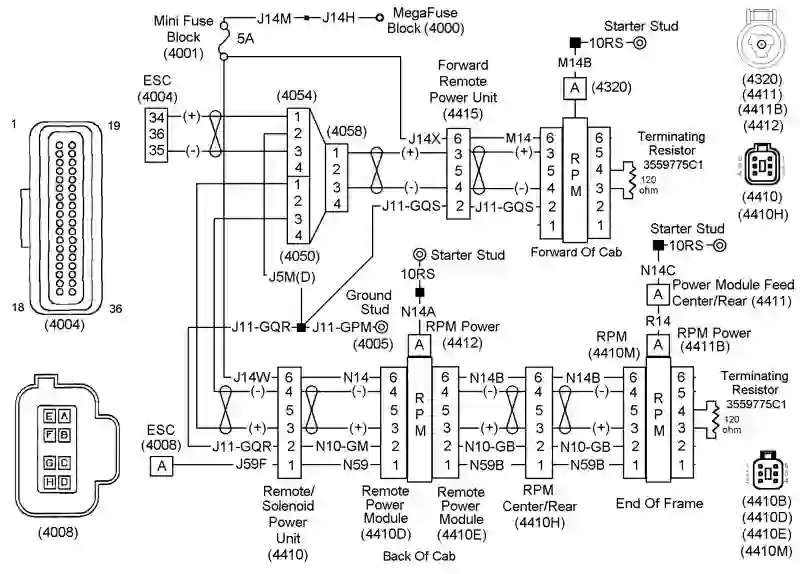 Mini Fuse
Block
(4001)
5A
J14M
J14H
MegaFuse
Block (4000)
Starter Stud
10RS
M14B
A
(4320)
(4320)
(4411)
(4411B)
(4412)
ESC
(4004)
34
36
35
(+)
(-)
(4054)
1
2
3
4
1
2
3
4
(4050)
(4058)
1
2
3
4
(+)
(-)
J14X
Forward
Remote
Power Unit
(4415)
6
3
5
4
2
M14
(+)
(-)
J11-GQS
J11-GQS
6
3
5
4
2
1
RPM
6
5
4
3
2
1
Forward Of Cab
Terminating
Resistor
3559775C1
120
ohm
(4410)
(4410H)
1
19
18
36
(4004)
(+)
(-)
J5M(D)
J11-GQR
J11-GPM
Ground
Stud
(4005)
Starter Stud
10RS
N14A
A
RPM Power
(4412)
Starter Stud
10RS
N14C
A
Power Module Feed
Center/Rear (4411)
R14
A
RPM Power
(4411B)
RPM
(4410M)
E A
F B
G C
H D
(4008)
ESC
(4008)
A
J14W
(-)
(+)
J11-GQR
J59F
6
4
5
3
2
1
Remote/
Solenoid
Power
Unit
(4410)
N14
(-)
(+)
N10-GM
N59
6
4
5
3
2
1
Remote
Power
Module
(4410D)
RPM
6
4
5
3
2
1
Remote
Power
Module
(4410E)
Back Of Cab
N14B
(-)
(+)
N10-GB
N59B
6
4
5
3
2
1
RPM
Center/Rear
(4410H)
N14B
(-)
(+)
N10-GB
N59B
6
4
5
3
2
1
RPM
6
5
4
3
2
1
End Of Frame
Terminating
Resistor
3559775C1
120
ohm
(4410B)
(4410D)
(4410E)
(4410M)